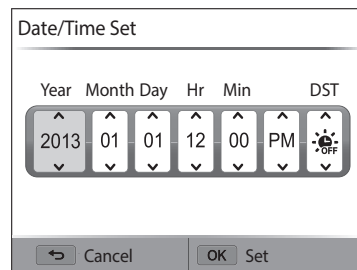 Date/Time Set
Year Month Day Hr Min DST
2013 01 01 12 00 PM OFF
Cancel OK Set